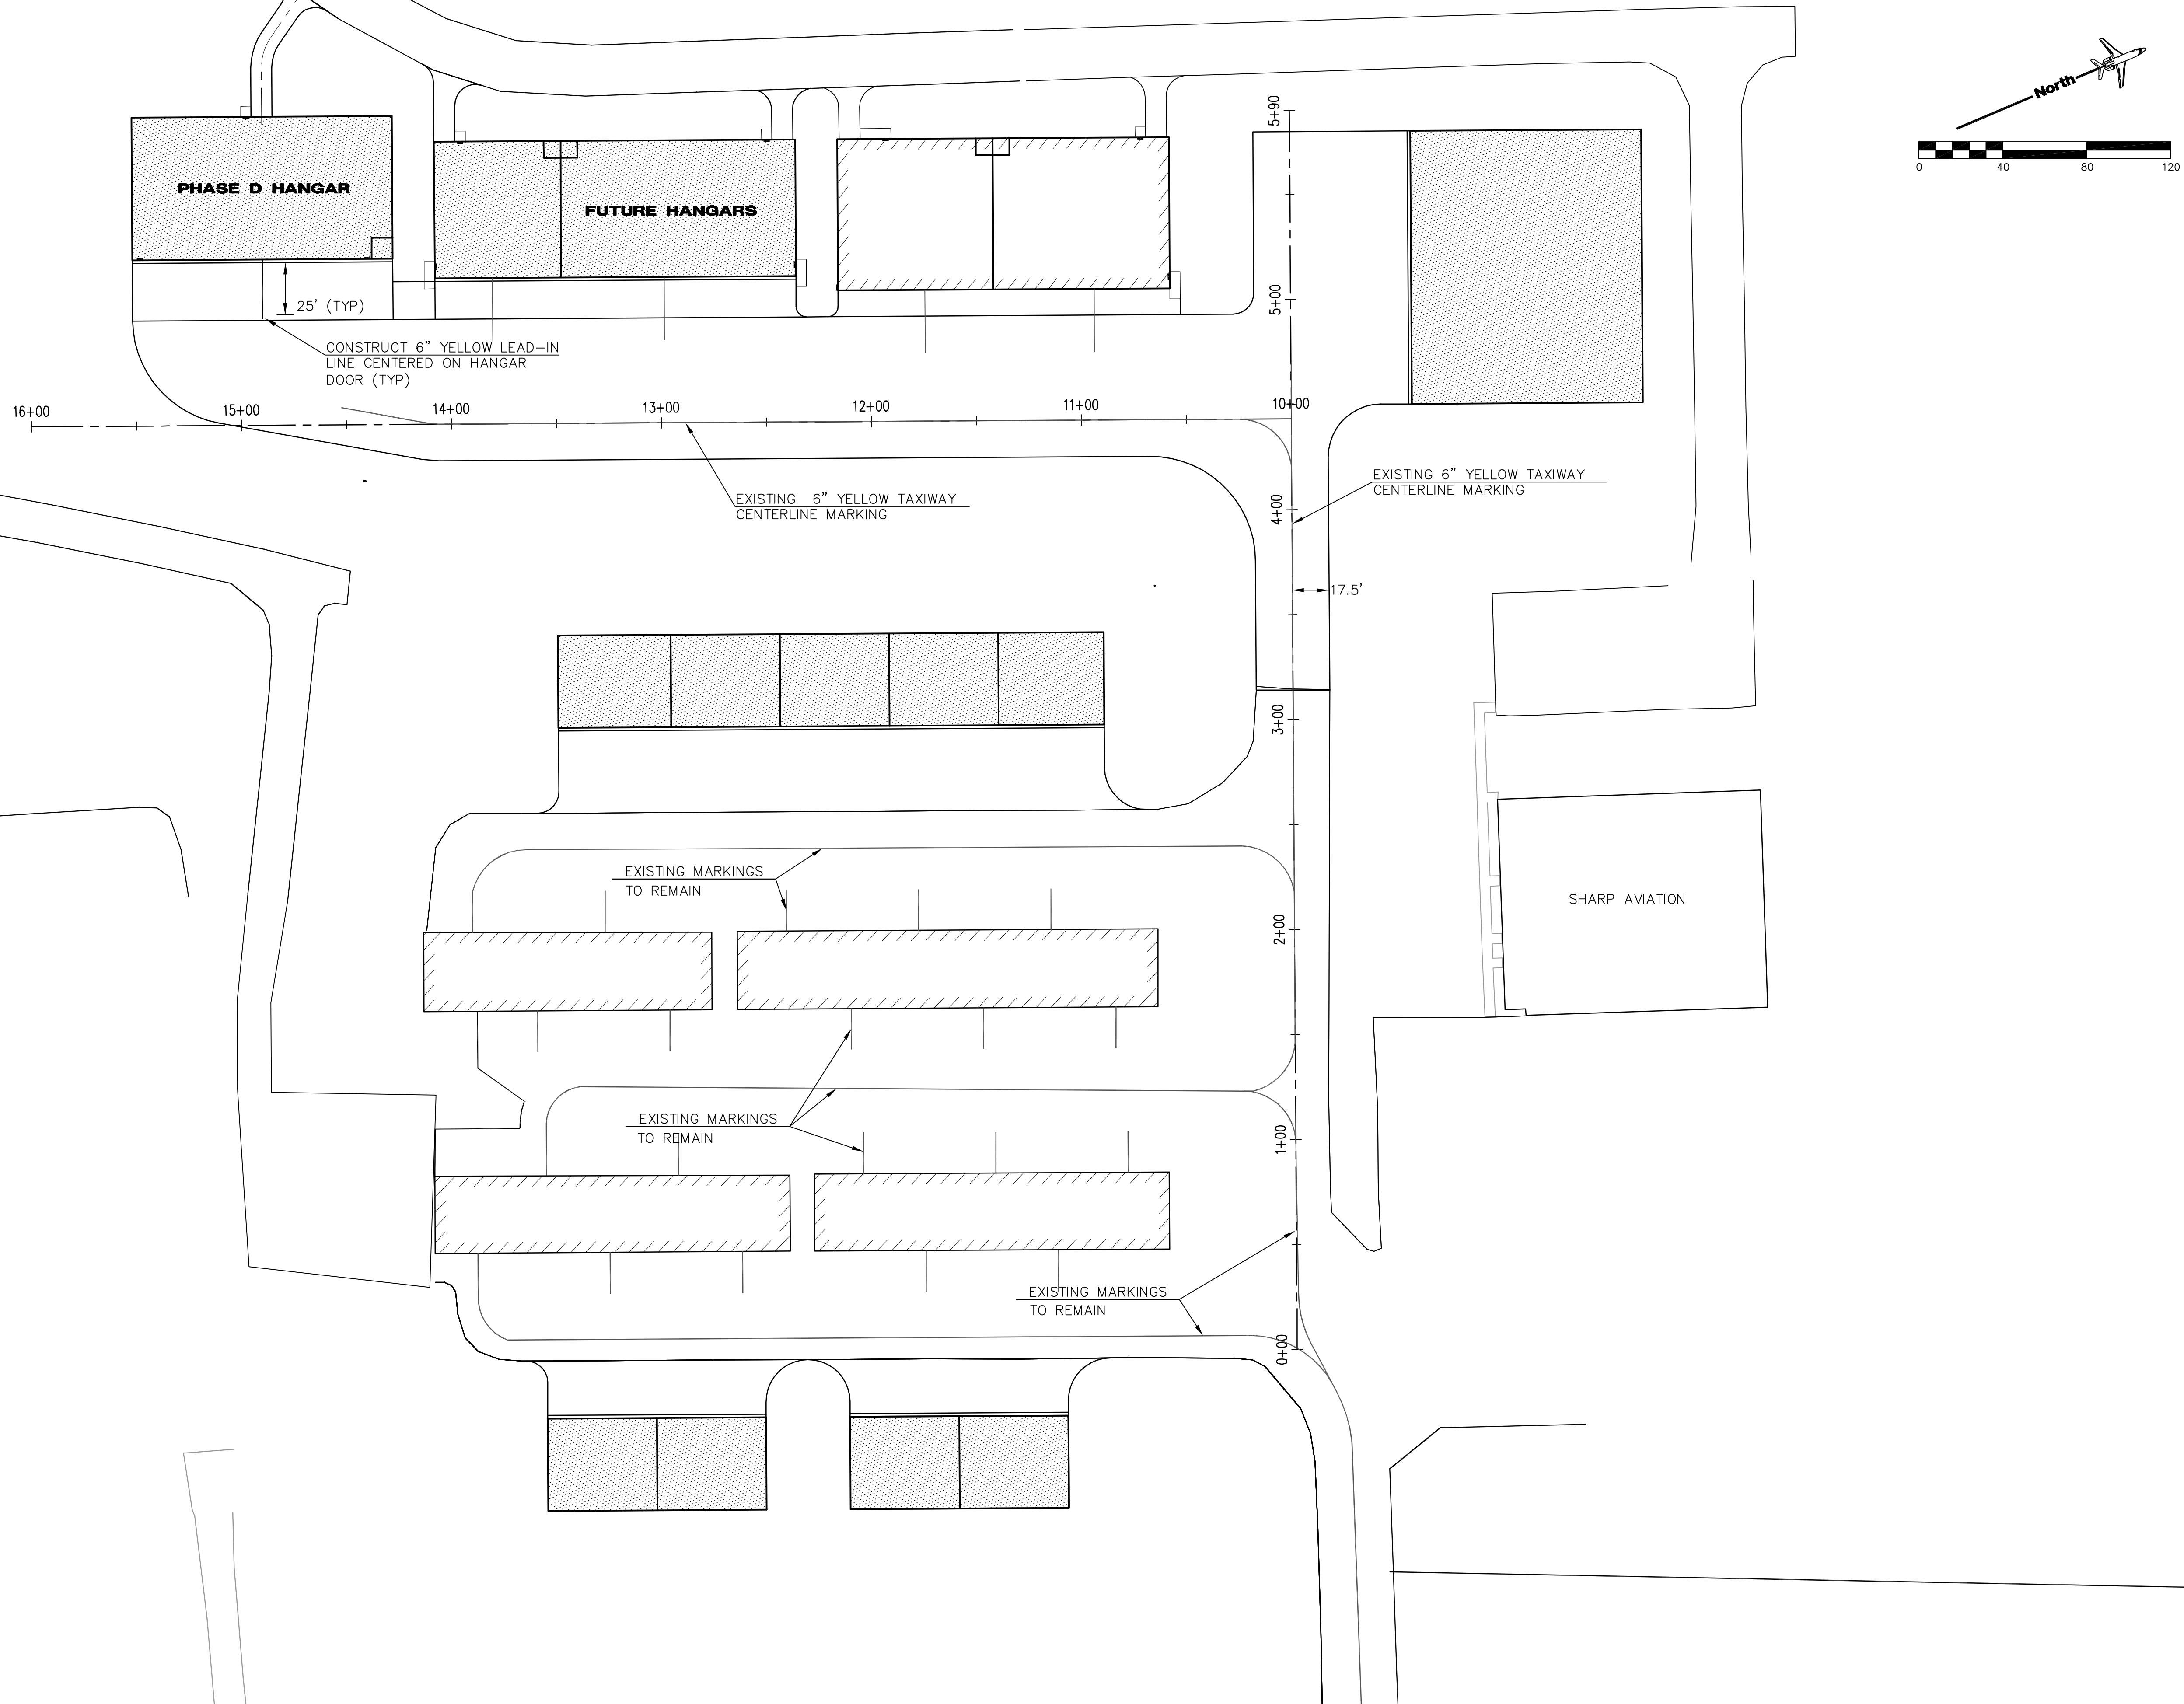 North
0 40 80 120
5+90
PHASE D HANGAR
FUTURE HANGARS
5+00
25' (TYP)
CONSTRUCT 6" YELLOW LEAD-IN
LINE CENTERED ON HANGAR
DOOR (TYP)
16+00 15+00 14+00 13+00 12+00 11+00 10+00
EXISTING 6" YELLOW TAXIWAY
CENTERLINE MARKING
EXISTING 6" YELLOW TAXIWAY
CENTERLINE MARKING
4+00
17.5'
3+00
EXISTING MARKINGS
TO REMAIN
SHARP AVIATION
2+00
EXISTING MARKINGS
TO REMAIN
1+00
EXISTING MARKINGS
TO REMAIN
0+00